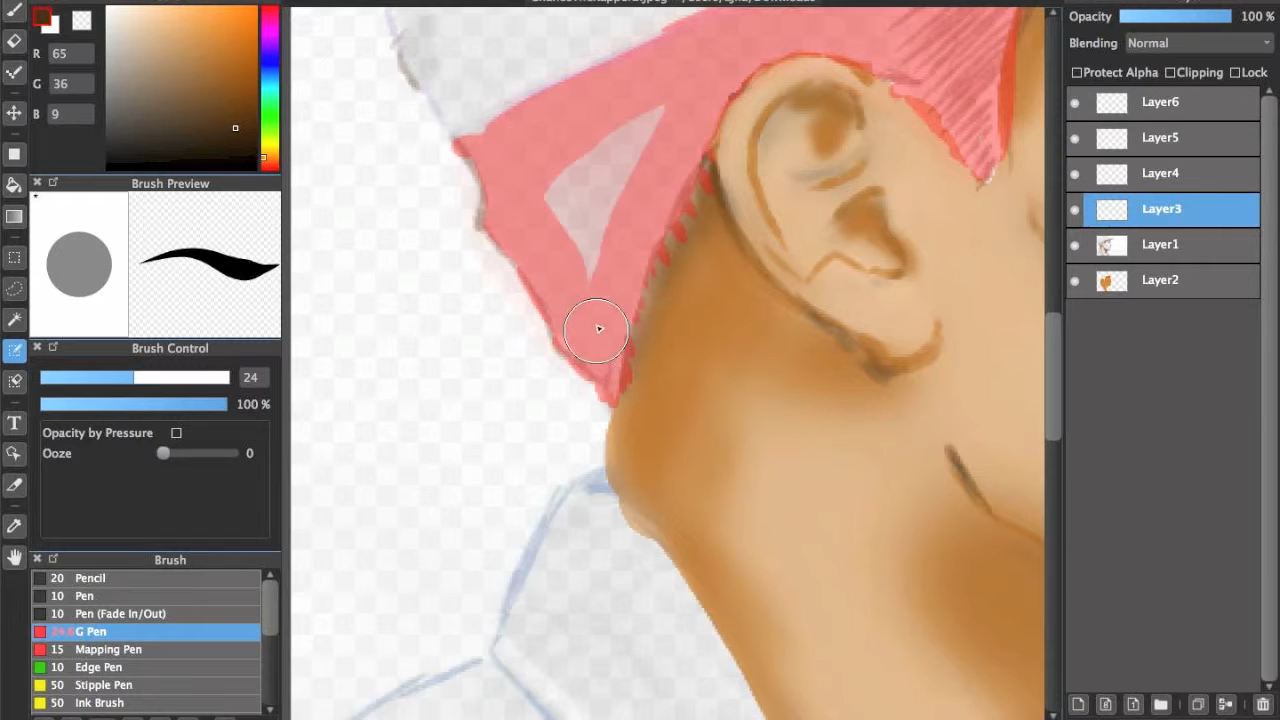 R 65
G 36
B 9
Brush Preview
Brush Control
24
100 %
Opacity by Pressure
Ooze 0
Brush
20 Pencil
10 Pen
10 Pen (Fade In/Out)
G Pen
15 Mapping Pen
10 Edge Pen
50 Stipple Pen
50 Ink Brush
Opacity 100 %
Blending Normal
Protect Alpha Clipping Lock
Layer6
Layer5
Layer4
Layer3
Layer1
Layer2
T